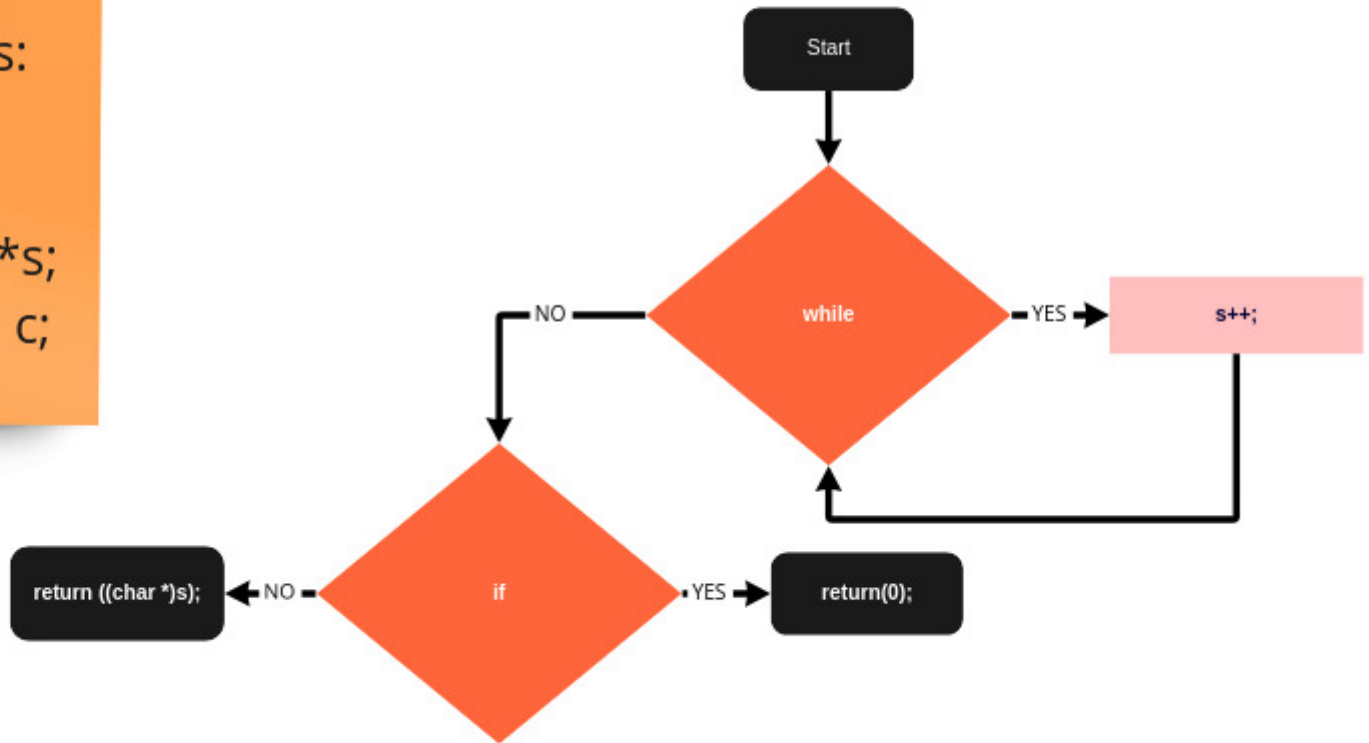 s:
*s;
c;
Start
while
YES
s++;
NO
if
NO
return ((char *)s);
YES
return(0);